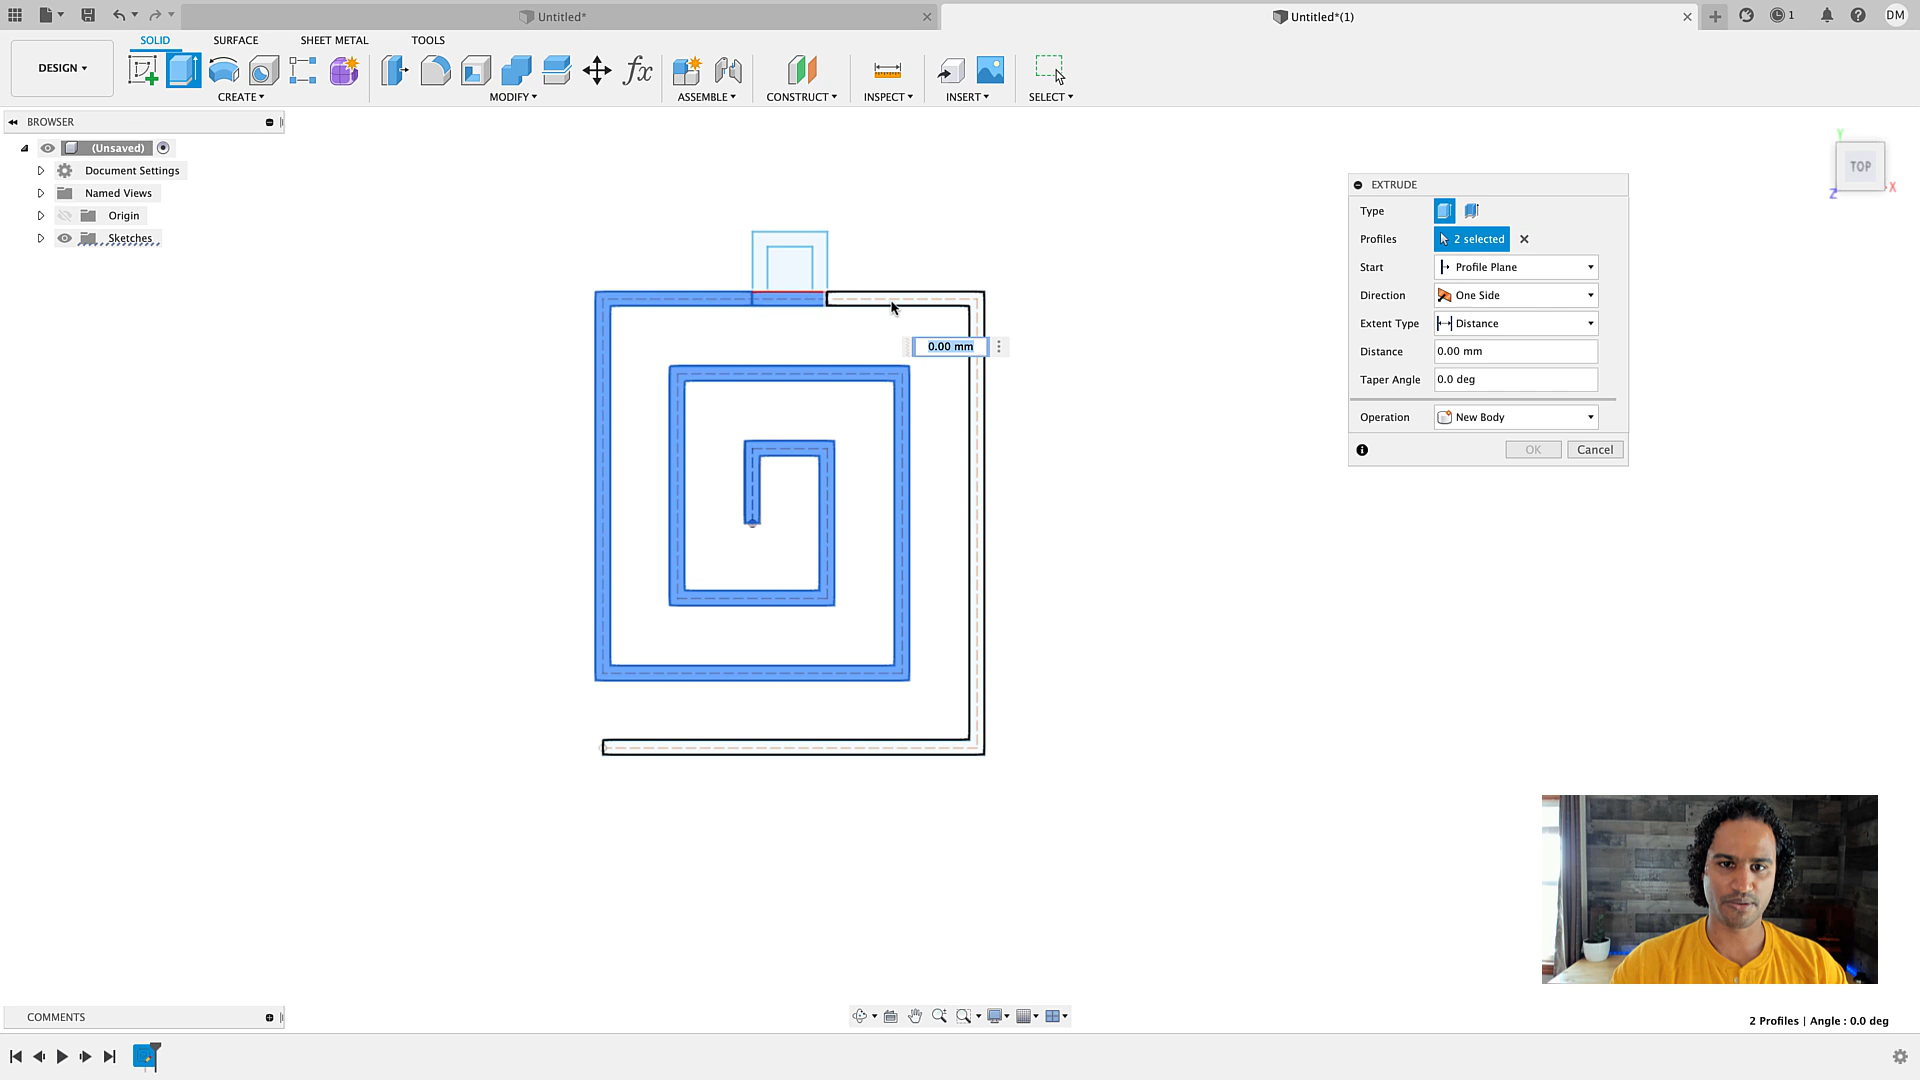 Untitled*
Untitled*(1)
1
DM
DESIGN
SOLID
SURFACE
SHEET METAL
TOOLS
fx
CREATE
MODIFY
ASSEMBLE
CONSTRUCT
INSPECT
INSERT
SELECT
BROWSER
(Unsaved)
Document Settings
Named Views
Origin
Sketches
Y
TOP
X
Z
EXTRUDE
Type
Profiles
2 selected
Start
Profile Plane
Direction
One Side
Extent Type
Distance
Distance
0.00 mm
Taper Angle
0.0 deg
Operation
New Body
OK
Cancel
0.00 mm
COMMENTS
2 Profiles | Angle : 0.0 deg